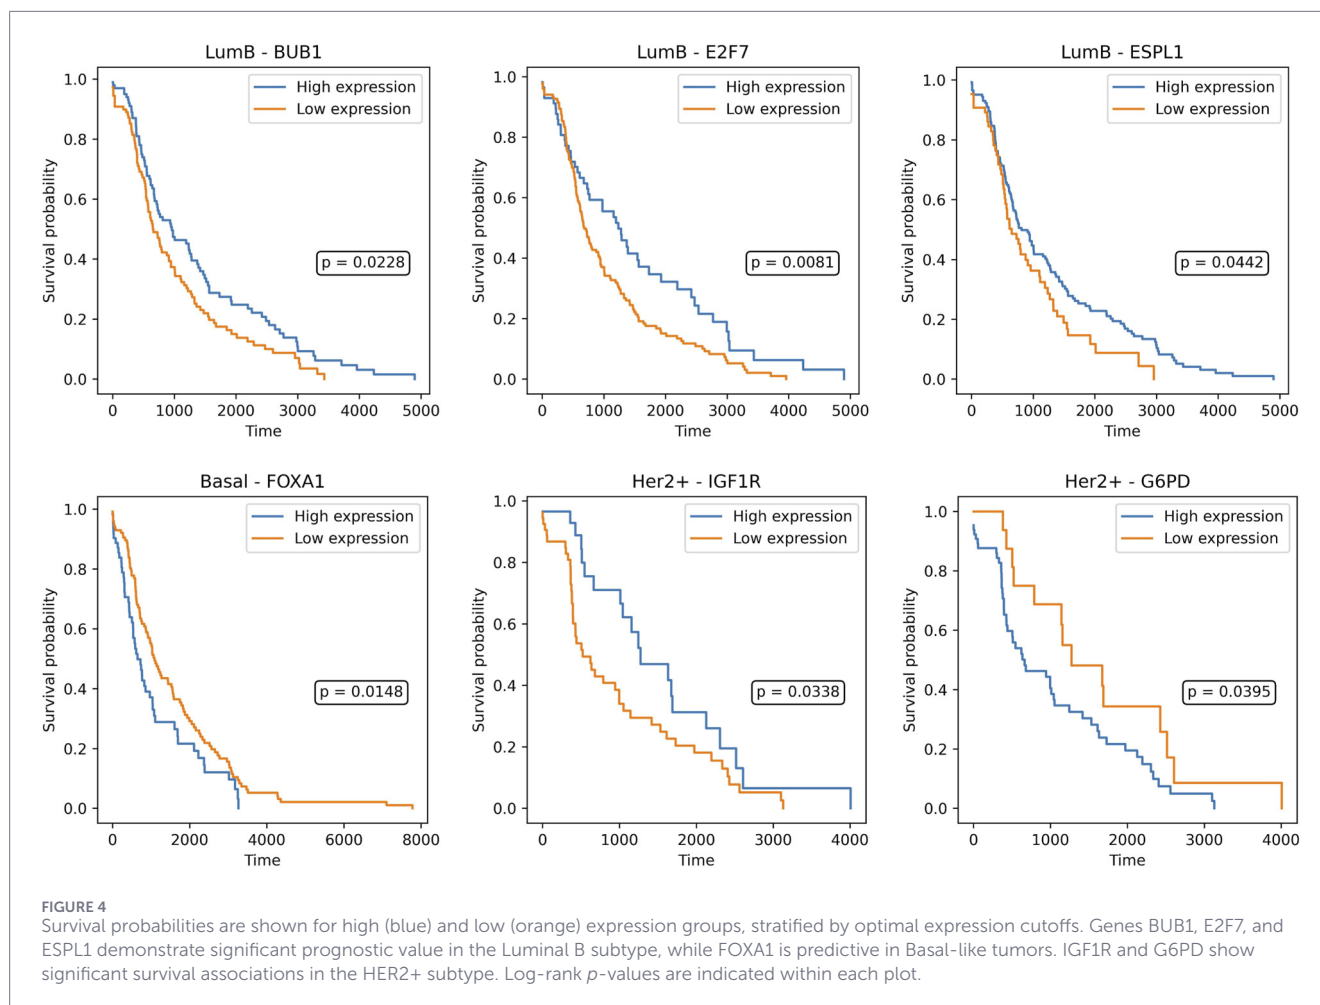 LumB - BUB1
1.0
0.8
0.6
0.4
0.2
0.0
Survival probability
High expression
Low expression
p = 0.0228
0 1000 2000 3000 4000 5000
Time
LumB - E2F7
1.0
0.8
0.6
0.4
0.2
0.0
Survival probability
High expression
Low expression
p = 0.0081
0 1000 2000 3000 4000 5000
Time
LumB - ESPL1
1.0
0.8
0.6
0.4
0.2
0.0
Survival probability
High expression
Low expression
p = 0.0442
0 1000 2000 3000 4000 5000
Time
Basal - FOXA1
1.0
0.8
0.6
0.4
0.2
0.0
Survival probability
High expression
Low expression
p = 0.0148
0 2000 4000 6000 8000
Time
Her2+ - IGF1R
1.0
0.8
0.6
0.4
0.2
0.0
Survival probability
High expression
Low expression
p = 0.0338
0 1000 2000 3000 4000
Time
Her2+ - G6PD
1.0
0.8
0.6
0.4
0.2
0.0
Survival probability
High expression
Low expression
p = 0.0395
0 1000 2000 3000 4000
Time
FIGURE 4
Survival probabilities are shown for high (blue) and low (orange) expression groups, stratified by optimal expression cutoffs. Genes BUB1, E2F7, and
ESPL1 demonstrate significant prognostic value in the Luminal B subtype, while FOXA1 is predictive in Basal-like tumors. IGF1R and G6PD show
significant survival associations in the HER2+ subtype. Log-rank p-values are indicated within each plot.